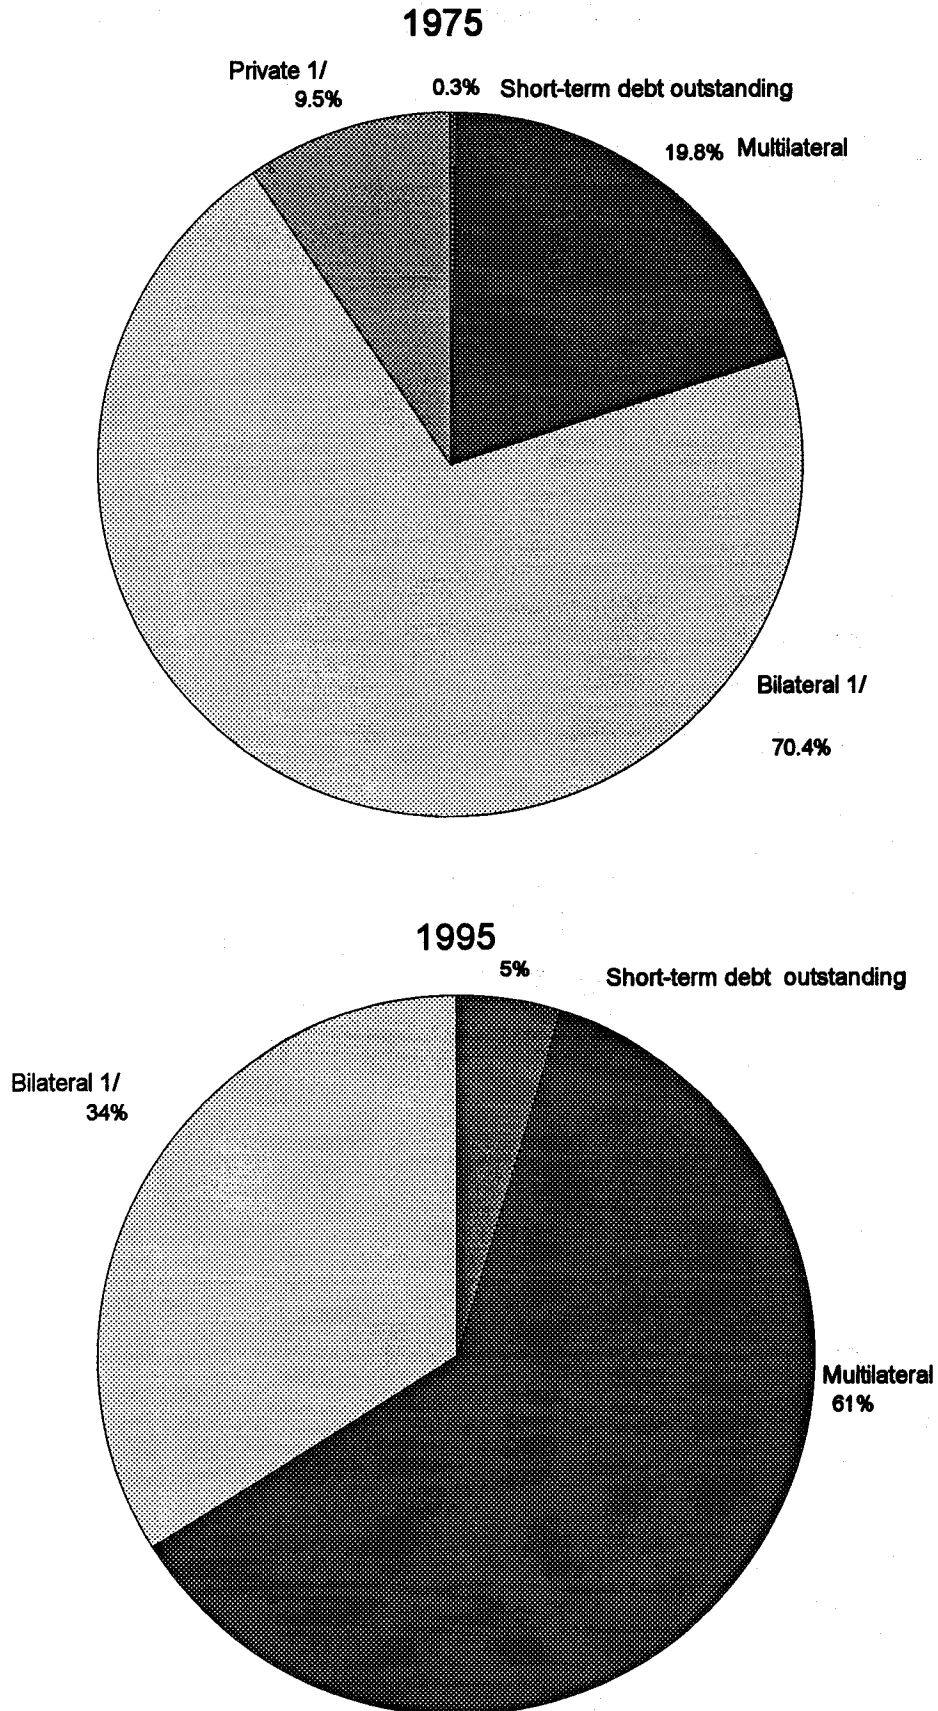 1975
Private 1/
9.5%
0.3% Short-term debt outstanding
19.8% Multilateral
Bilateral 1/
70.4%
1995
5%
Short-term debt outstanding
Bilateral 1/
34%
Multilateral
61%